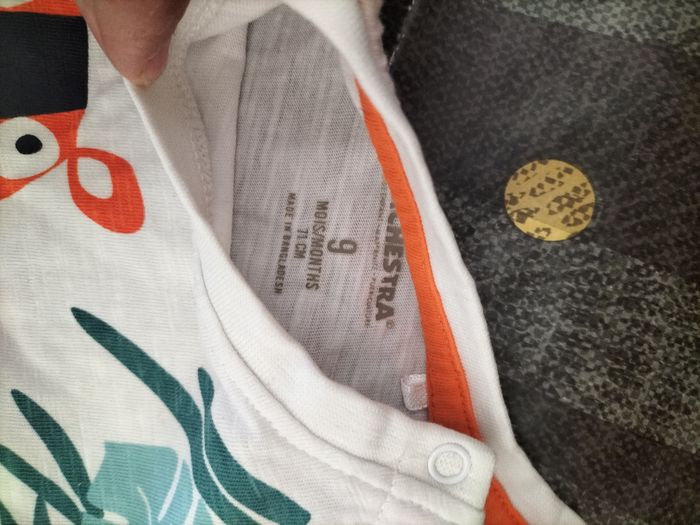 CHESTRA
9
MOIS/MONTHS
71 CM
MADE IN BANGLADESH